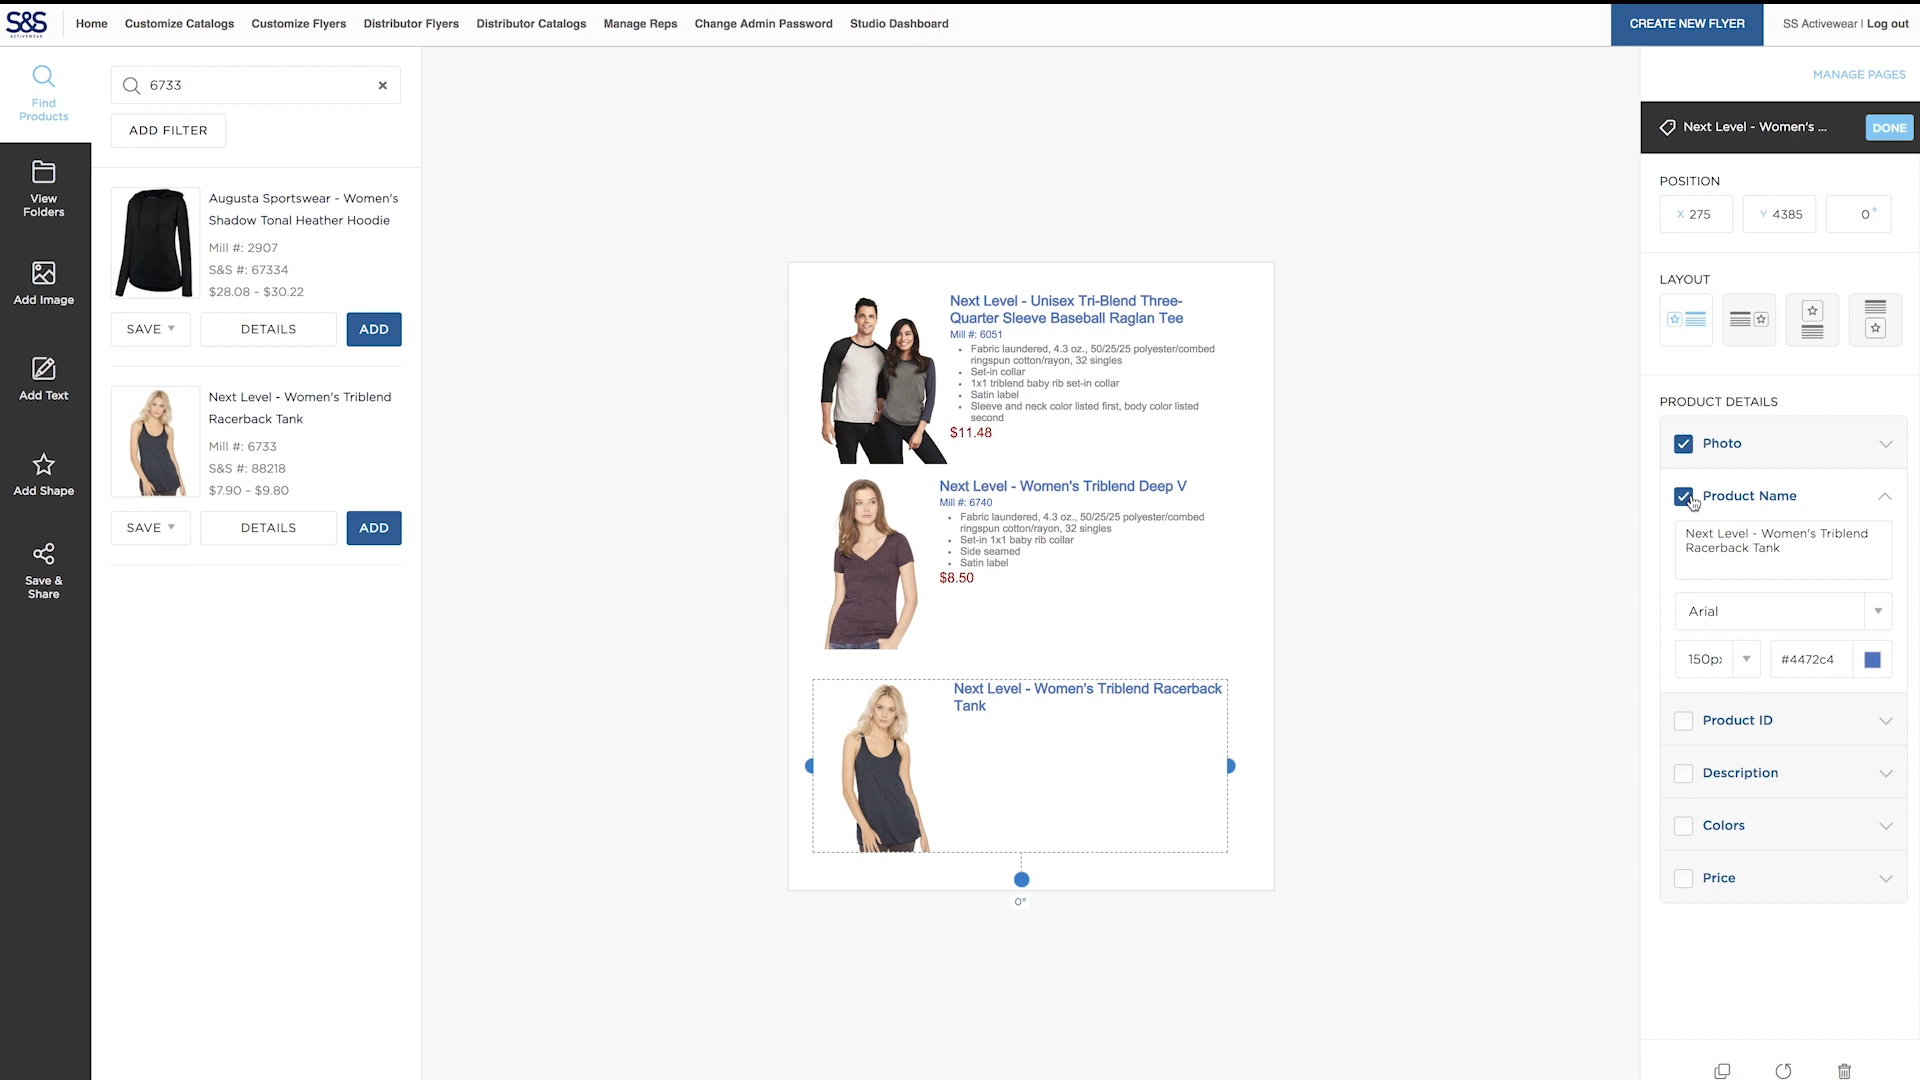 S&S
ACTIVEWEAR
Home
Customize Catalogs
Customize Flyers
Distributor Flyers
Distributor Catalogs
Manage Reps
Change Admin Password
Studio Dashboard
CREATE NEW FLYER
SS Activewear | Log out
Find
Products
View
Folders
Add Image
Add Text
Add Shape
Save &
Share
6733
ADD FILTER
Augusta Sportswear - Women's
Shadow Tonal Heather Hoodie
Mill #: 2907
S&S #: 67334
$28.08 - $30.22
SAVE
DETAILS
ADD
Next Level - Women's Triblend
Racerback Tank
Mill #: 6733
S&S #: 88218
$7.90 - $9.80
SAVE
DETAILS
ADD
Next Level - Unisex Tri-Blend Three-
Quarter Sleeve Baseball Raglan Tee
Mill #: 6051
• Fabric laundered, 4.3 oz., 50/25/25 polyester/combed
ringspun cotton/rayon, 32 singles
• Set-in collar
• 1x1 triblend baby rib set-in collar
• Satin label
• Sleeve and neck color listed first, body color listed
second
$11.48
Next Level - Women's Triblend Deep V
Mill #: 6740
• Fabric laundered, 4.3 oz., 50/25/25 polyester/combed
ringspun cotton/rayon, 32 singles
• Set-in 1x1 baby rib collar
• Side seamed
• Satin label
$8.50
Next Level - Women's Triblend Racerback
Tank
0°
MANAGE PAGES
Next Level - Women's ...
DONE
POSITION
X 275
Y 4385
0°
LAYOUT
PRODUCT DETAILS
Photo
Product Name
Next Level - Women's Triblend
Racerback Tank
Arial
150px
#4472c4
Product ID
Description
Colors
Price